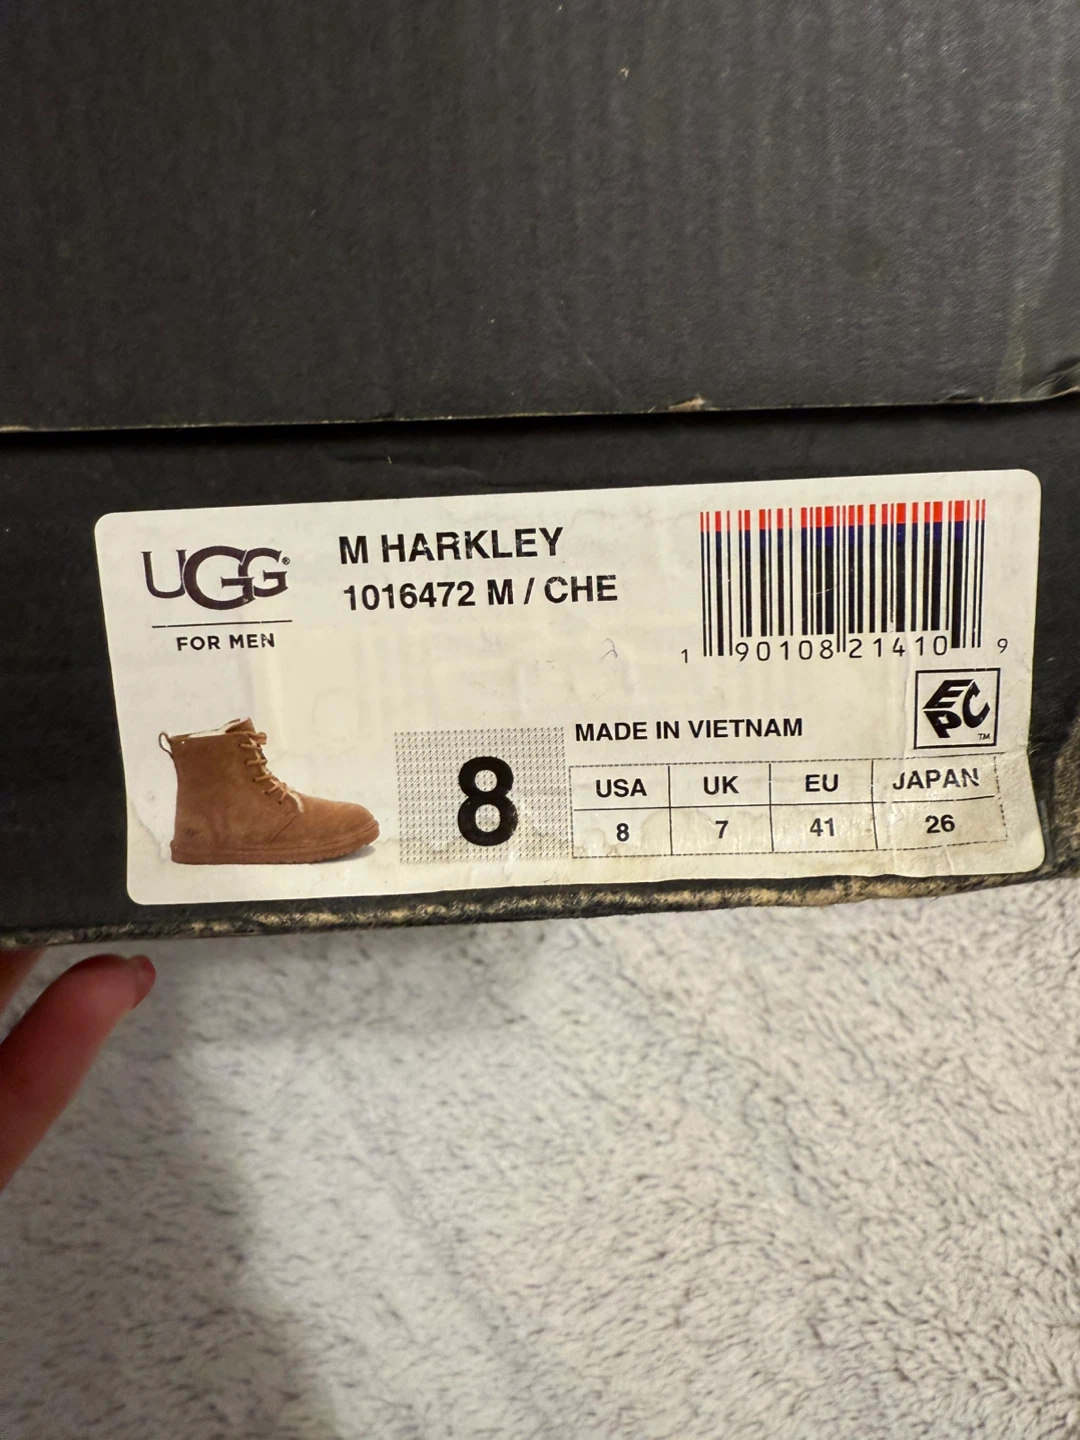 UGG®
FOR MEN
M HARKLEY
1016472 M / CHE
1 90108 21410 9
EPC
TM
MADE IN VIETNAM
8
USA UK EU JAPAN
8 7 41 26